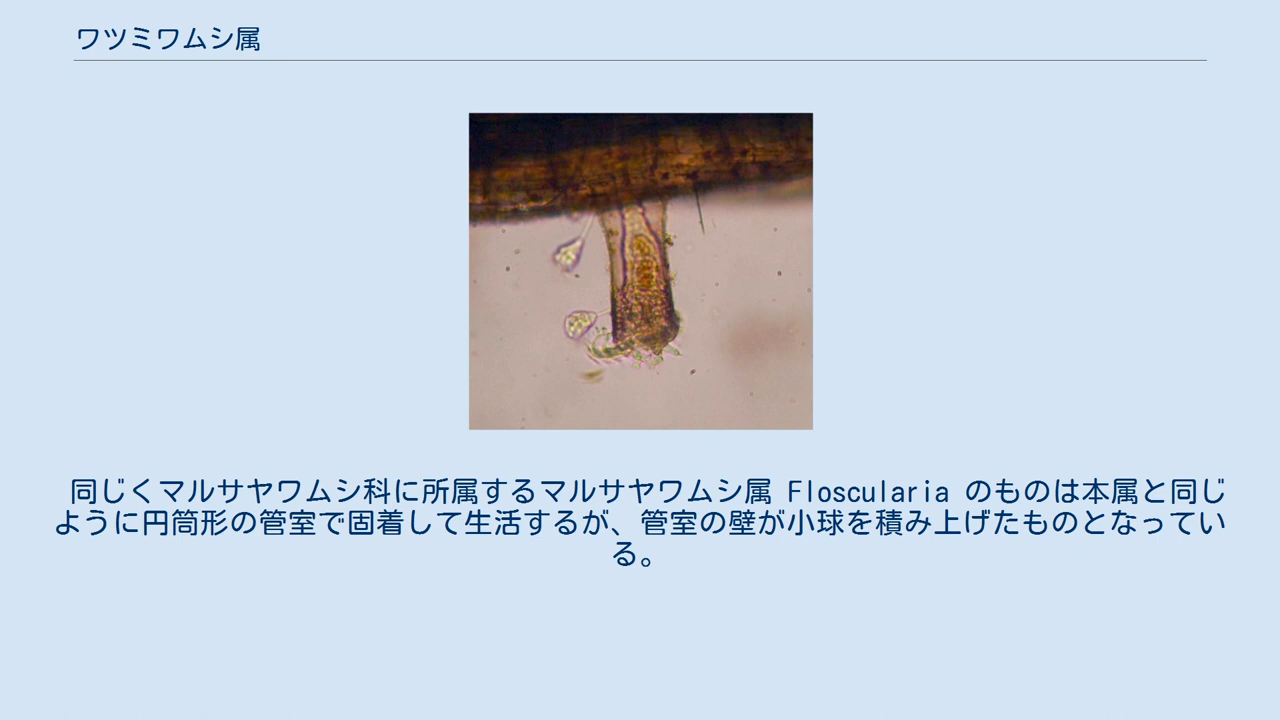 ワツミワムシ属
同じくマルサヤワムシ科に所属するマルサヤワムシ属 Floscularia のものは本属と同じ
ように円筒形の管室で固着して生活するが、管室の壁が小球を積み上げたものとなってい
る。